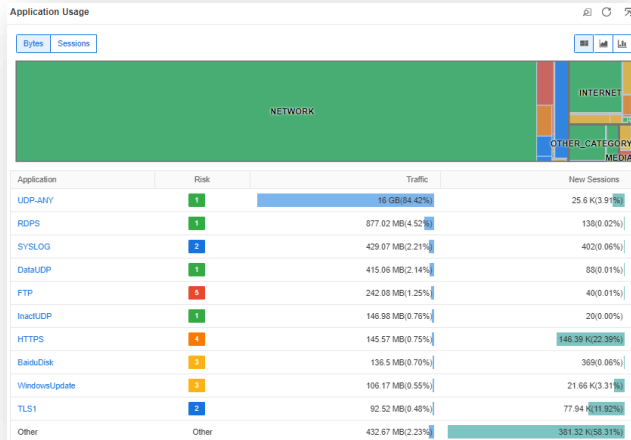 Application Usage
Bytes Sessions
NETWORK
INTERNET
OTHER_CATEGORY
MEDIA
Application Risk Traffic New Sessions
UDP-ANY 1 16 GB(84.42%) 25.6 K(3.91%)
RDPS 1 877.02 MB(4.52%) 138(0.02%)
SYSLOG 2 429.07 MB(2.21%) 402(0.06%)
DataUDP 1 415.06 MB(2.14%) 88(0.01%)
FTP 5 242.08 MB(1.25%) 40(0.01%)
InactUDP 1 146.98 MB(0.76%) 20(0.00%)
HTTPS 4 145.57 MB(0.75%) 146.39 K(22.39%)
BaiduDisk 3 136.5 MB(0.70%) 369(0.06%)
WindowsUpdate 3 106.17 MB(0.55%) 21.66 K(3.31%)
TLS1 2 92.52 MB(0.48%) 77.94 K(11.92%)
Other Other 432.67 MB(2.23%) 381.32 K(58.31%)